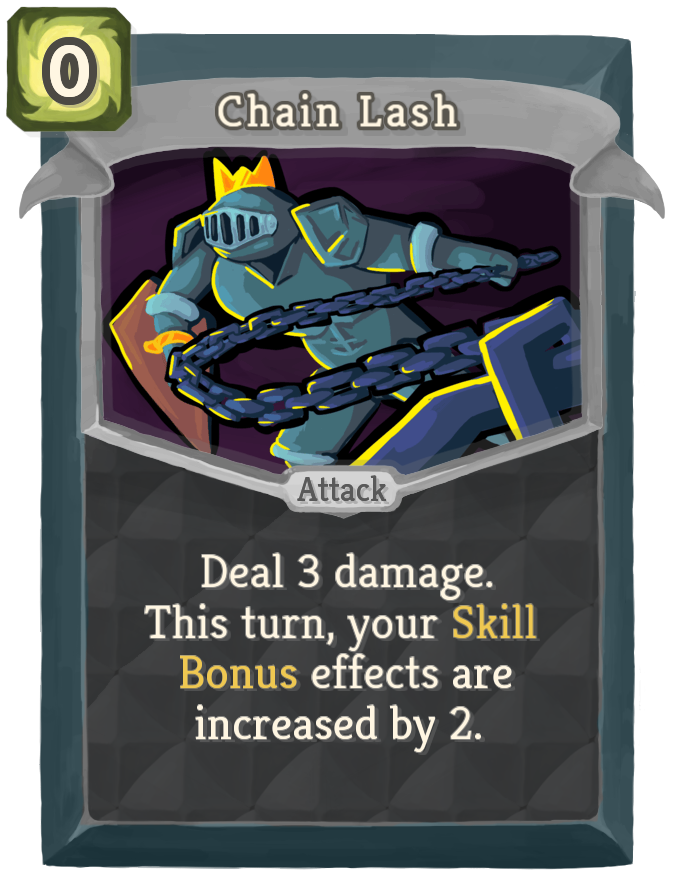 0
Chain Lash
Attack
Deal 3 damage.
This turn, your Skill
Bonus effects are
increased by 2.